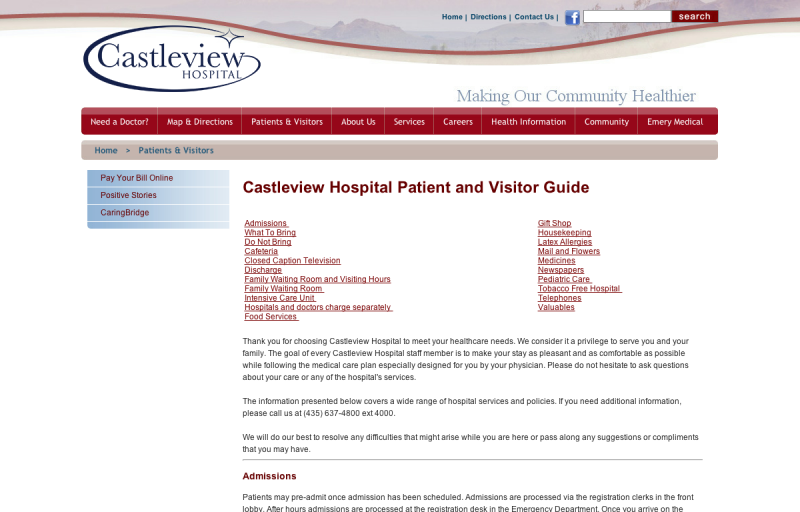 Home | Directions | Contact Us |
search
Castleview
HOSPITAL
Making Our Community Healthier
Need a Doctor? Map & Directions Patients & Visitors About Us Services Careers Health Information Community Emery Medical
Home > Patients & Visitors
Pay Your Bill Online
Positive Stories
CaringBridge
Castleview Hospital Patient and Visitor Guide
Admissions
What To Bring
Do Not Bring
Cafeteria
Closed Caption Television
Discharge
Family Waiting Room and Visiting Hours
Family Waiting Room
Intensive Care Unit
Hospitals and doctors charge separately
Food Services
Gift Shop
Housekeeping
Latex Allergies
Mail and Flowers
Medicines
Newspapers
Pediatric Care
Tobacco Free Hospital
Telephones
Valuables
Thank you for choosing Castleview Hospital to meet your healthcare needs. We consider it a privilege to serve you and your
family. The goal of every Castleview Hospital staff member is to make your stay as pleasant and as comfortable as possible
while following the medical care plan especially designed for you by your physician. Please do not hesitate to ask questions
about your care or any of the hospital's services.
The information presented below covers a wide range of hospital services and policies. If you need additional information,
please call us at (435) 637-4800 ext 4000.
We will do our best to resolve any difficulties that might arise while you are here or pass along any suggestions or compliments
that you may have.
Admissions
Patients may pre-admit once admission has been scheduled. Admissions are processed via the registration clerks in the front
lobby. After hours admissions are processed at the registration desk in the Emergency Department. Once you arrive on the